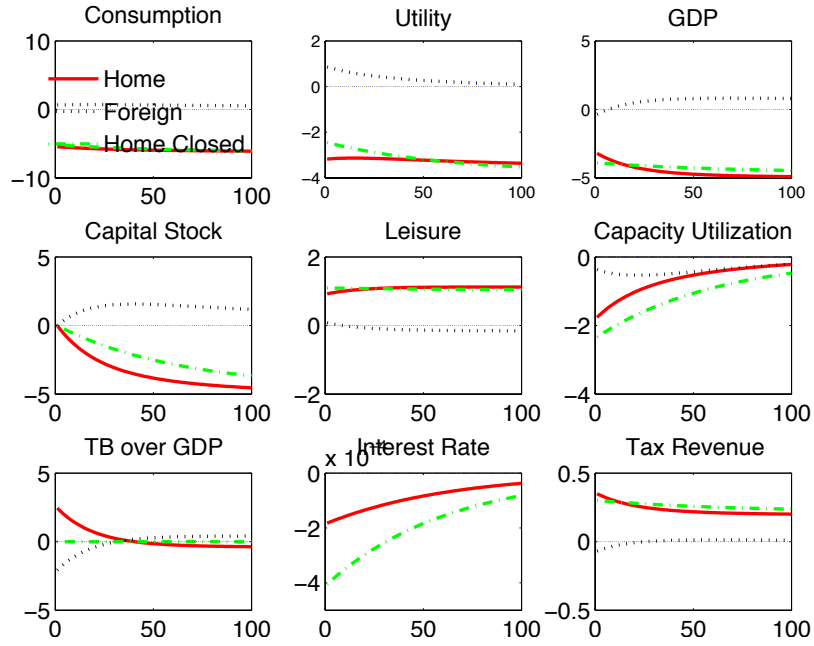 Consumption
10
0
−10
0 50 100
Home
Foreign
Home Closed
Utility
2
0
−2
−4
0 50 100
GDP
5
0
−5
0 50 100
Capital Stock
5
0
−5
0 50 100
Leisure
2
0
−2
0 50 100
Capacity Utilization
0
−2
−4
0 50 100
TB over GDP
5
0
−5
0 50 100
Interest Rate
x 10
0
−2
−4
0 50 100
Tax Revenue
0.5
0
−0.5
0 50 100